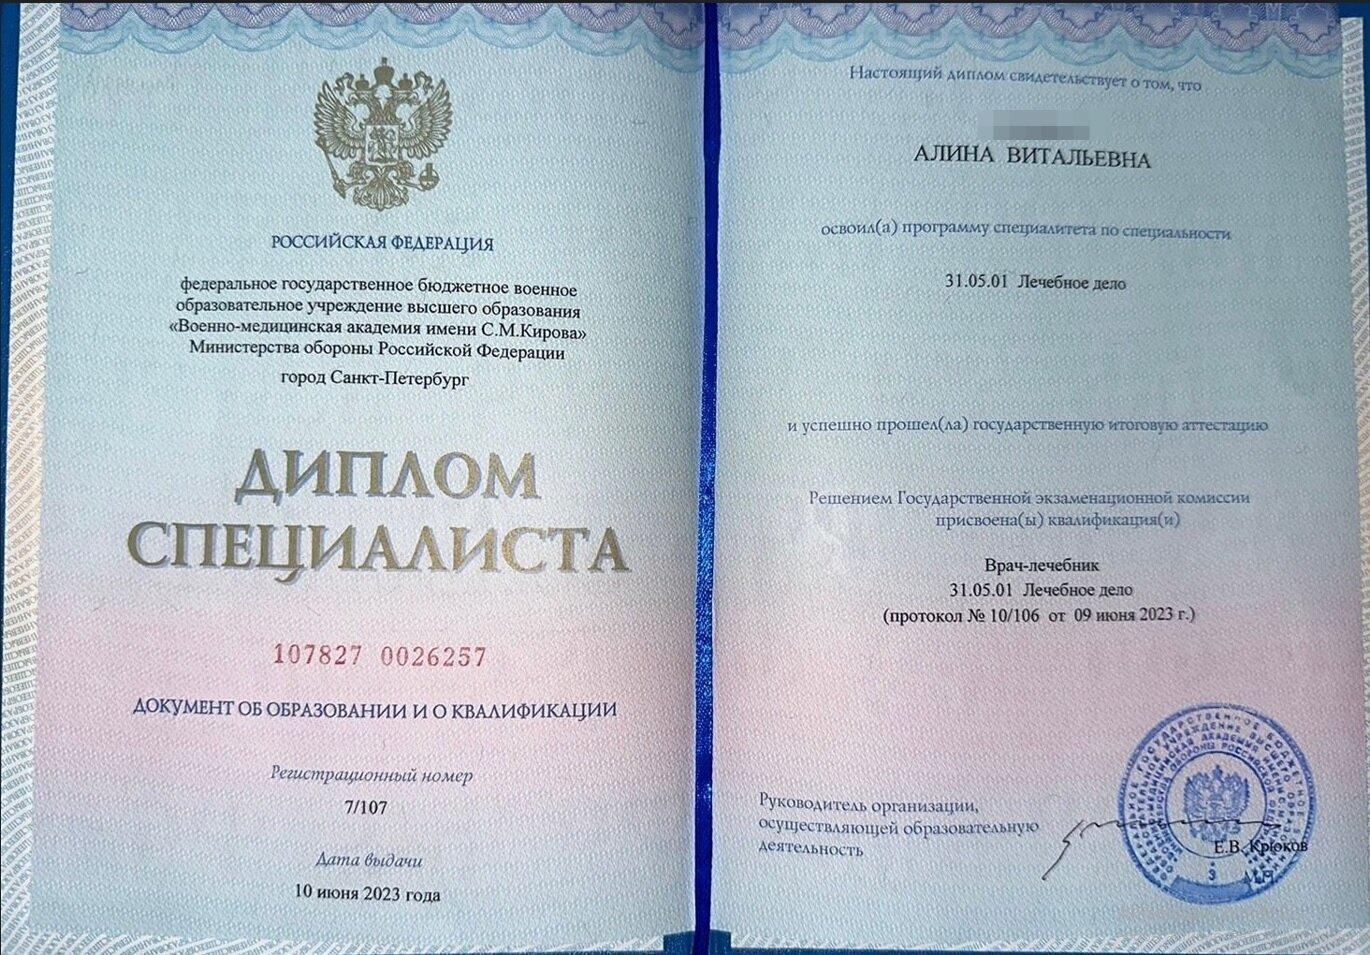 РОССИЙСКАЯ ФЕДЕРАЦИЯ
федеральное государственное бюджетное военное
образовательное учреждение высшего образования
«Военно-медицинская академия имени С.М.Кирова»
Министерства обороны Российской Федерации
город Санкт-Петербург
ДИПЛОМ
СПЕЦИАЛИСТА
107827 0026257
ДОКУМЕНТ ОБ ОБРАЗОВАНИИ И О КВАЛИФИКАЦИИ
Регистрационный номер
7/107
Дата выдачи
10 июня 2023 года
Настоящий диплом свидетельствует о том, что
АЛИНА ВИТАЛЬЕВНА
освоил(а) программу специалитета по специальности
31.05.01 Лечебное дело
и успешно прошел(ла) государственную итоговую аттестацию
Решением Государственной экзаменационной комиссии
присвоена(ы) квалификация(и)
Врач-лечебник
31.05.01 Лечебное дело
(протокол № 10/106 от 09 июня 2023 г.)
Руководитель организации,
осуществляющей образовательную
деятельность
Е.В. Крюков
М.П.
3